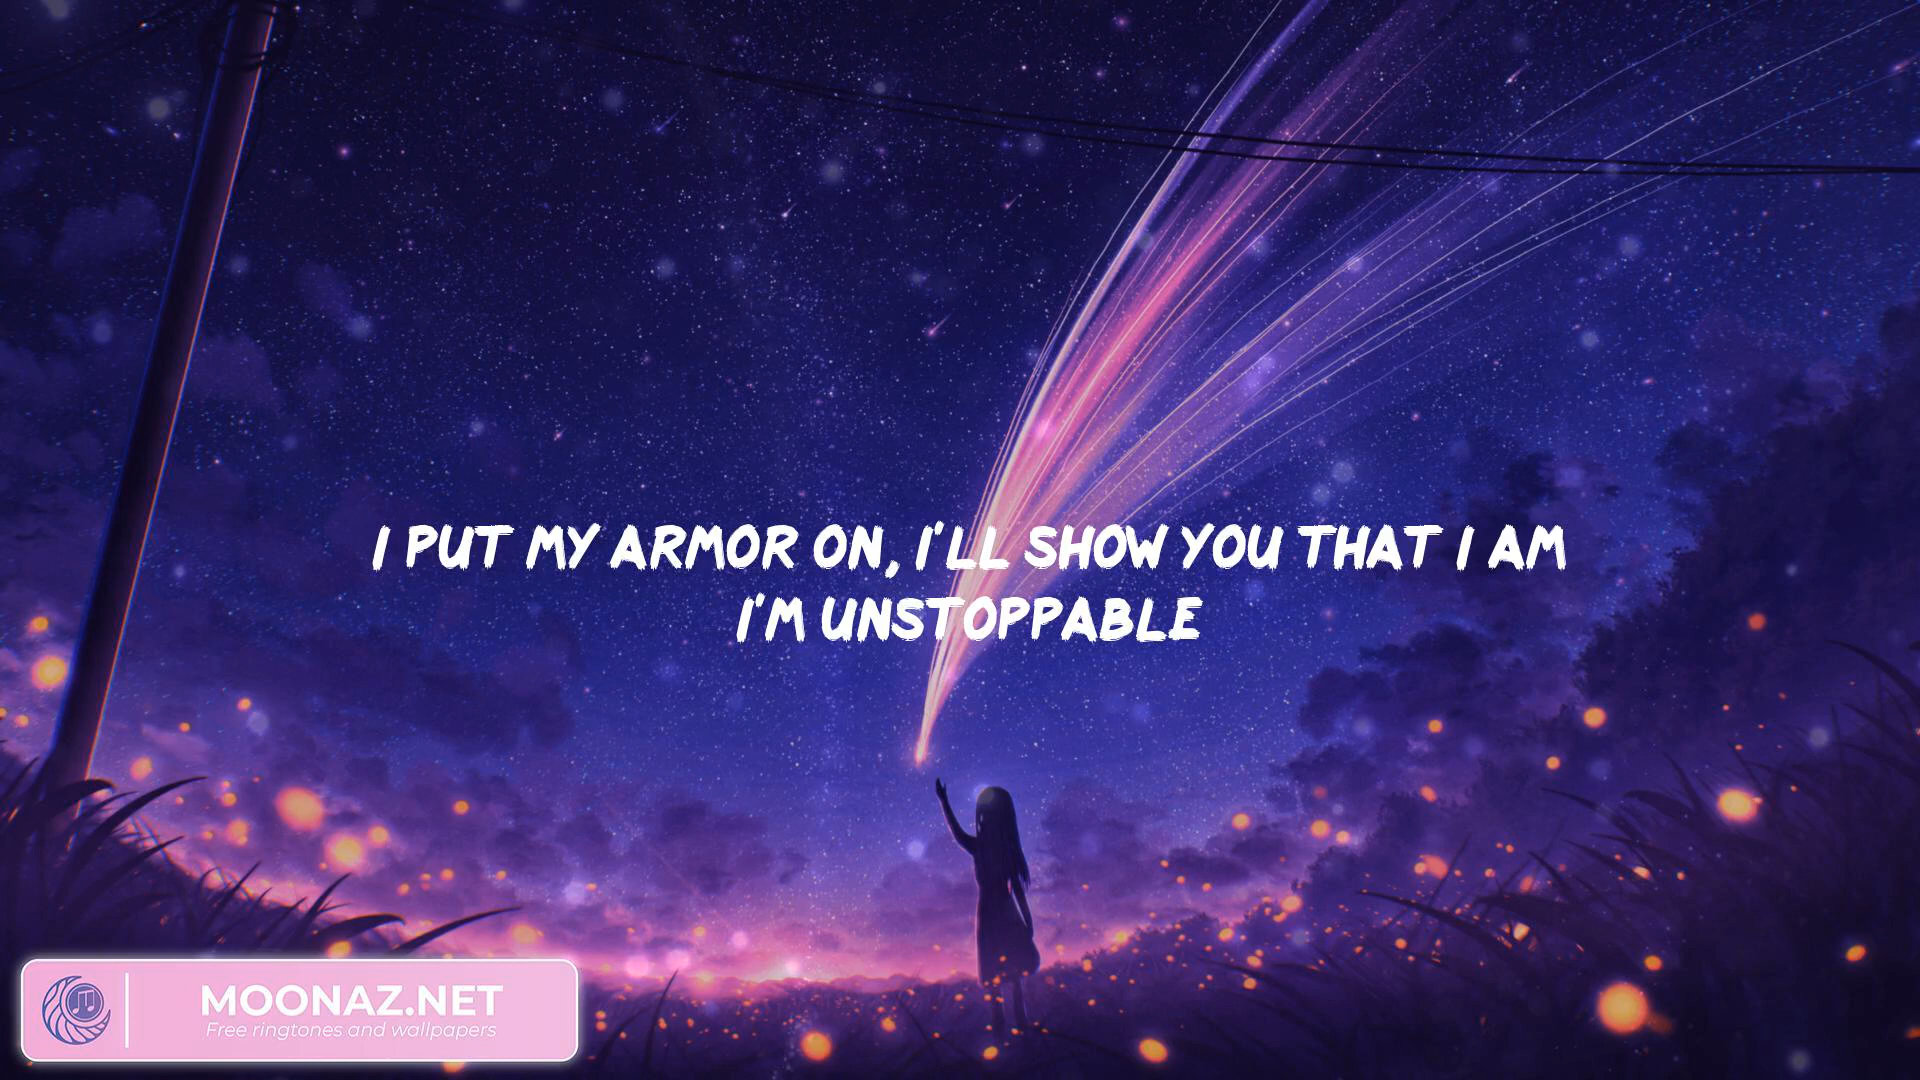 I PUT MY ARMOR ON, I'LL SHOW YOU THAT I AM
I'M UNSTOPPABLE
MOONAZ.NET
Free ringtones and wallpapers